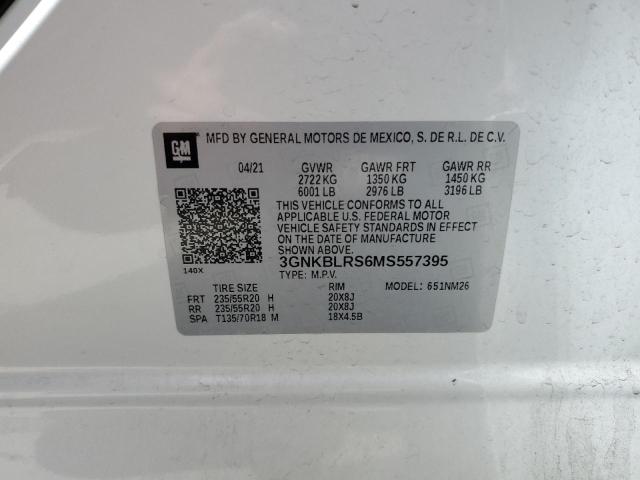 GM
MFD BY GENERAL MOTORS DE MEXICO, S. DE R.L. DE C.V.
04/21 GVWR GAWR FRT GAWR RR
2722 KG 1350 KG 1450 KG
6001 LB 2976 LB 3196 LB
THIS VEHICLE CONFORMS TO ALL
APPLICABLE U.S. FEDERAL MOTOR
VEHICLE SAFETY STANDARDS IN EFFECT
ON THE DATE OF MANUFACTURE
SHOWN ABOVE.
140X 3GNKBLRS6MS557395
TYPE: M.P.V.
TIRE SIZE RIM MODEL: 651NM26
FRT 235/55R20 H 20X8J
RR 235/55R20 H 20X8J
SPA T135/70R18 M 18X4.5B